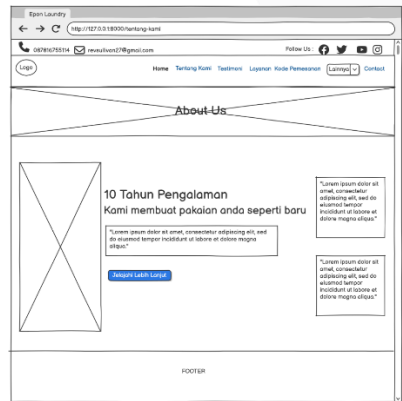 Epon Laundry
http://127.0.0.1:8000/tentang-kami
087816755114 revaulivan27@gmail.com Follow Us :
Logo Home Tentang Kami Testimoni Layanan Kode Pemesanan Lainnya Contact
About Us
10 Tahun Pengalaman
Kami membuat pakaian anda seperti baru
"Lorem ipsum dolor sit amet, consectetur adipiscing elit, sed
do eiusmod tempor incididunt ut labore et dolore magna
aliqua."
Jelajahi Lebih Lanjut
"Lorem ipsum dolor sit
amet, consectetur
adipiscing elit, sed do
eiusmod tempor
incididunt ut labore et
dolore magna aliqua."
"Lorem ipsum dolor sit
amet, consectetur
adipiscing elit, sed do
eiusmod tempor
incididunt ut labore et
dolore magna aliqua."
FOOTER